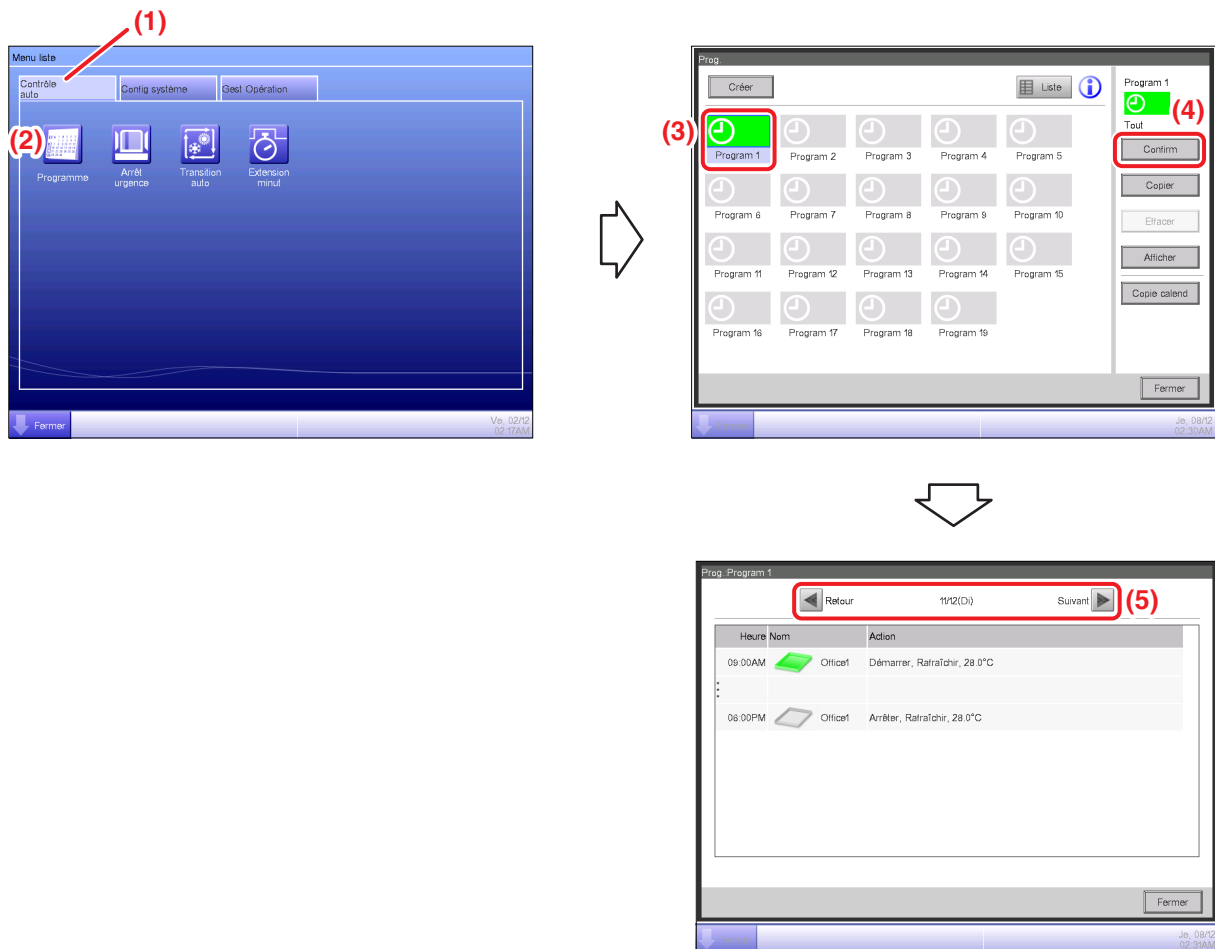 (1)
Menu liste
Contrôle
auto
Config système
Gest Opération
(2)
Programme
Arrêt
urgence
Transition
auto
Extension
minut
Fermer
Ve, 02/12
02:17AM
Prog.
Créer
Liste
Program 1
(4)
Tout
(3)
Program 1
Program 2
Program 3
Program 4
Program 5
Confirm
Copier
Program 6
Program 7
Program 8
Program 9
Program 10
Effacer
Afficher
Program 11
Program 12
Program 13
Program 14
Program 15
Copie calend
Program 16
Program 17
Program 18
Program 19
Fermer
Je, 08/12
02:30AM
Prog.:Program 1
Retour
11/12(Di)
Suivant
(5)
Heure Nom Action
09:00AM Office1 Démarrer, Rafraîchir, 28.0°C
06:00PM Office1 Arrêter, Rafraîchir, 28.0°C
Fermer
Je, 08/12
02:31AM